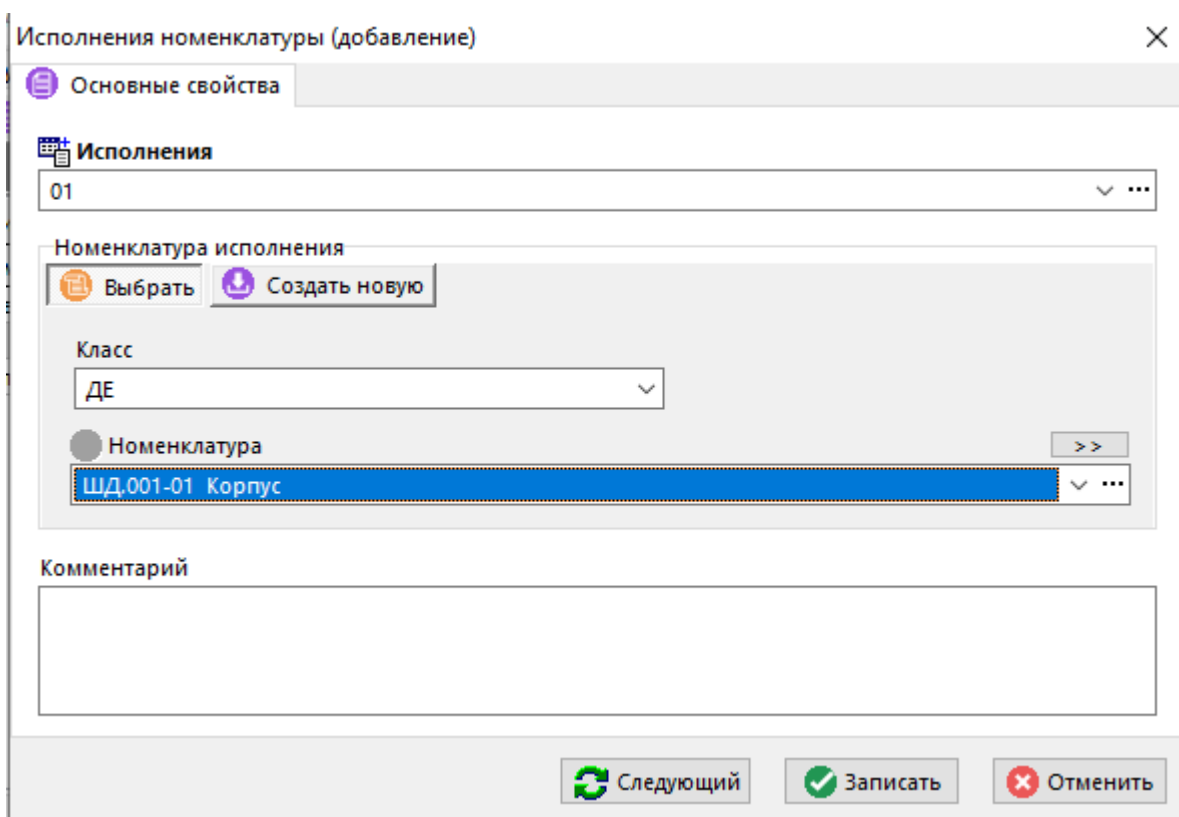 Исполнения номенклатуры (добавление)
Основные свойства
Исполнения
01
Номенклатура исполнения
Выбрать Создать новую
Класс
ДЕ
Номенклатура >>
ШД.001-01 Корпус
Комментарий
Следующий Записать Отменить